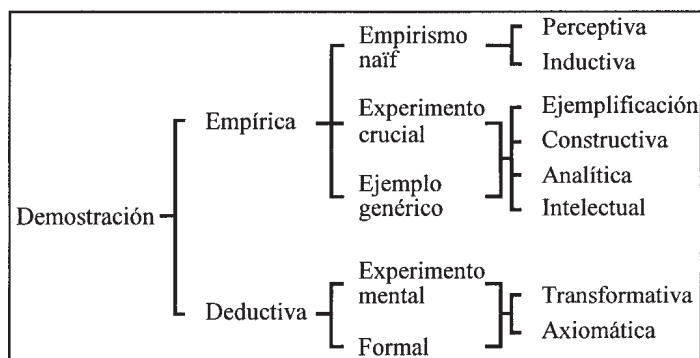 Demostración
Empírica
Empirismo
naïf
Perceptiva
Inductiva
Experimento
crucial
Ejemplo
genérico
Ejemplificación
Constructiva
Analítica
Intelectual
Deductiva
Experimento
mental
Formal
Transformativa
Axiomática